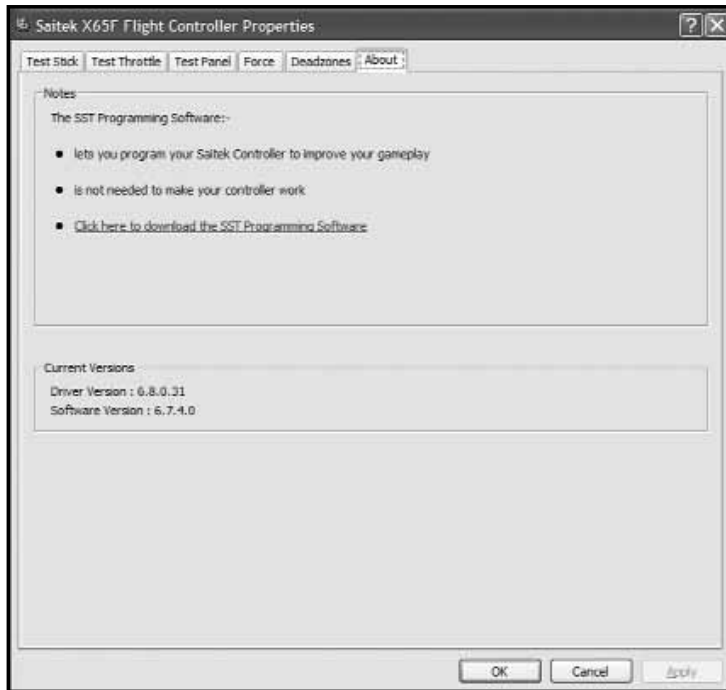 Saitek X65F Flight Controller Properties
Test Stick Test Throttle Test Panel Force Deadzones About
Notes
The SST Programming Software:-
• lets you program your Saitek Controller to improve your gameplay
• is not needed to make your controller work
• Click here to download the SST Programming Software
Current Versions
Driver Version : 6.8.0.31
Software Version : 6.7.4.0
OK Cancel Apply